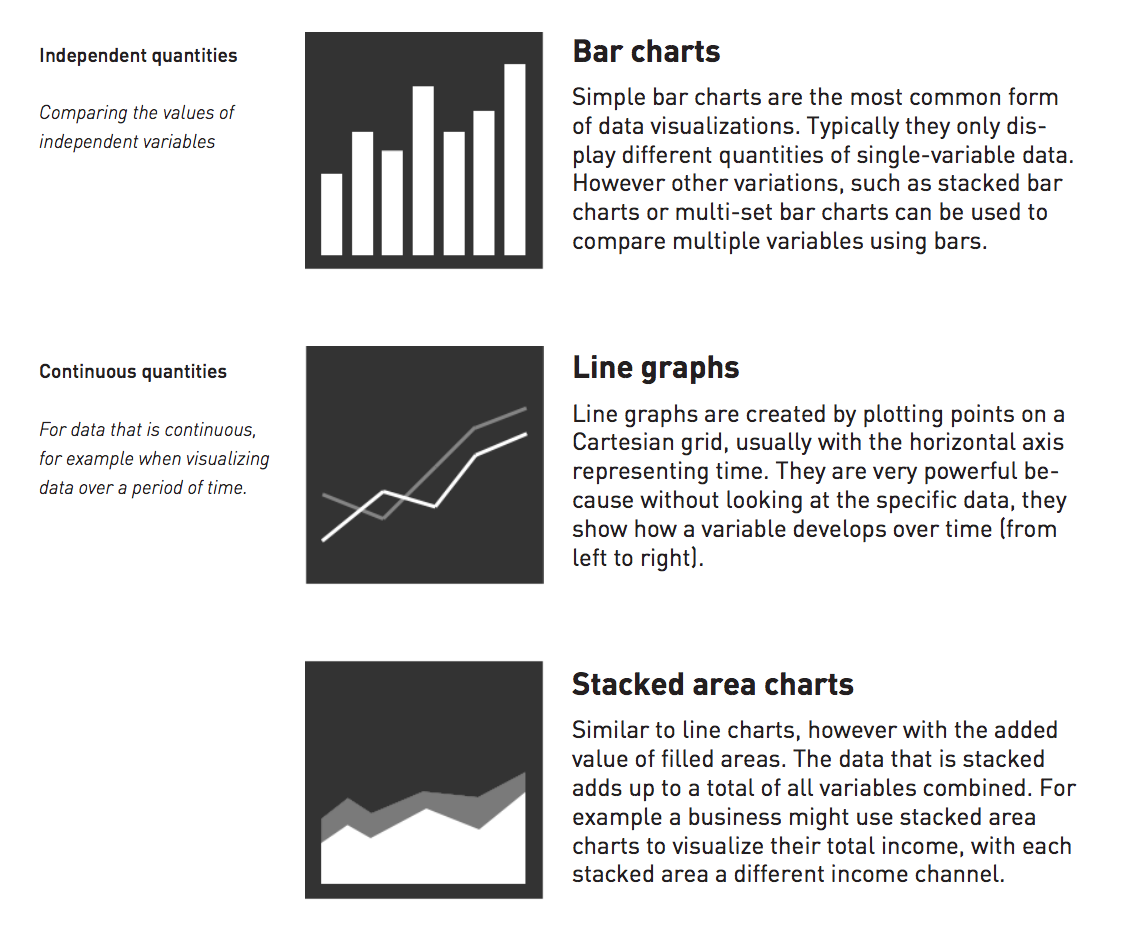 Independent quantities
Comparing the values of
independent variables
Bar charts
Simple bar charts are the most common form
of data visualizations. Typically they only dis-
play different quantities of single-variable data.
However other variations, such as stacked bar
charts or multi-set bar charts can be used to
compare multiple variables using bars.
Continuous quantities
For data that is continuous,
for example when visualizing
data over a period of time.
Line graphs
Line graphs are created by plotting points on a
Cartesian grid, usually with the horizontal axis
representing time. They are very powerful be-
cause without looking at the specific data, they
show how a variable develops over time (from
left to right).
Stacked area charts
Similar to line charts, however with the added
value of filled areas. The data that is stacked
adds up to a total of all variables combined. For
example a business might use stacked area
charts to visualize their total income, with each
stacked area a different income channel.